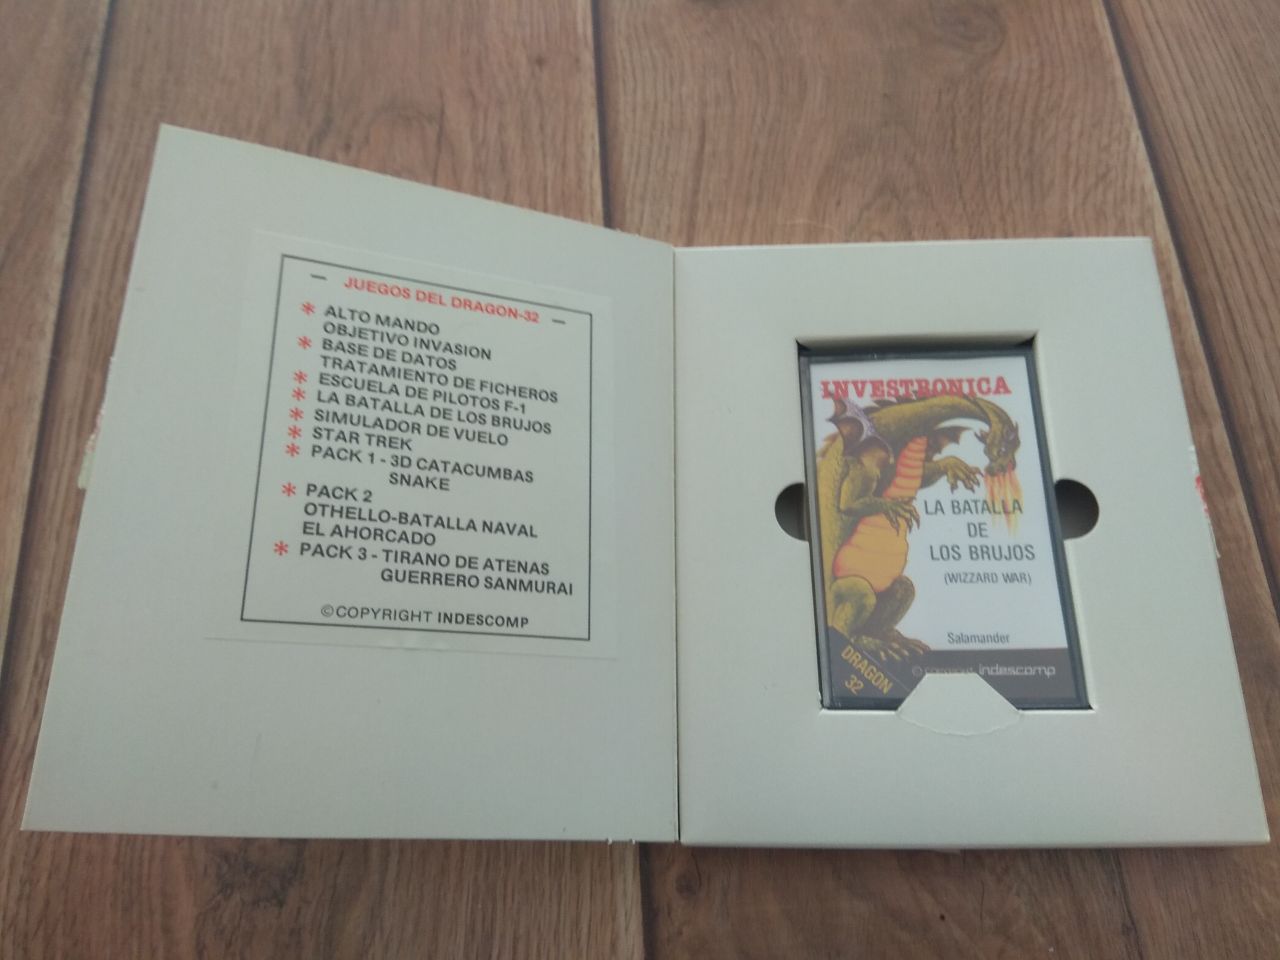 — JUEGOS DEL DRAGON-32 —
* ALTO MANDO
OBJETIVO INVASION
* BASE DE DATOS
TRATAMIENTO DE FICHEROS
* ESCUELA DE PILOTOS F-1
* LA BATALLA DE LOS BRUJOS
* SIMULADOR DE VUELO
* STAR TREK
* PACK 1 - 3D CATACUMBAS
SNAKE
* PACK 2
OTHELLO-BATALLA NAVAL
EL AHORCADO
* PACK 3 - TIRANO DE ATENAS
GUERRERO SANMURAI
©COPYRIGHT INDESCOMP
INVESTRONICA
LA BATALLA
DE
LOS BRUJOS
(WIZZARD WAR)
Salamander
DRAGON
32
© COPYRIGHT indescomp